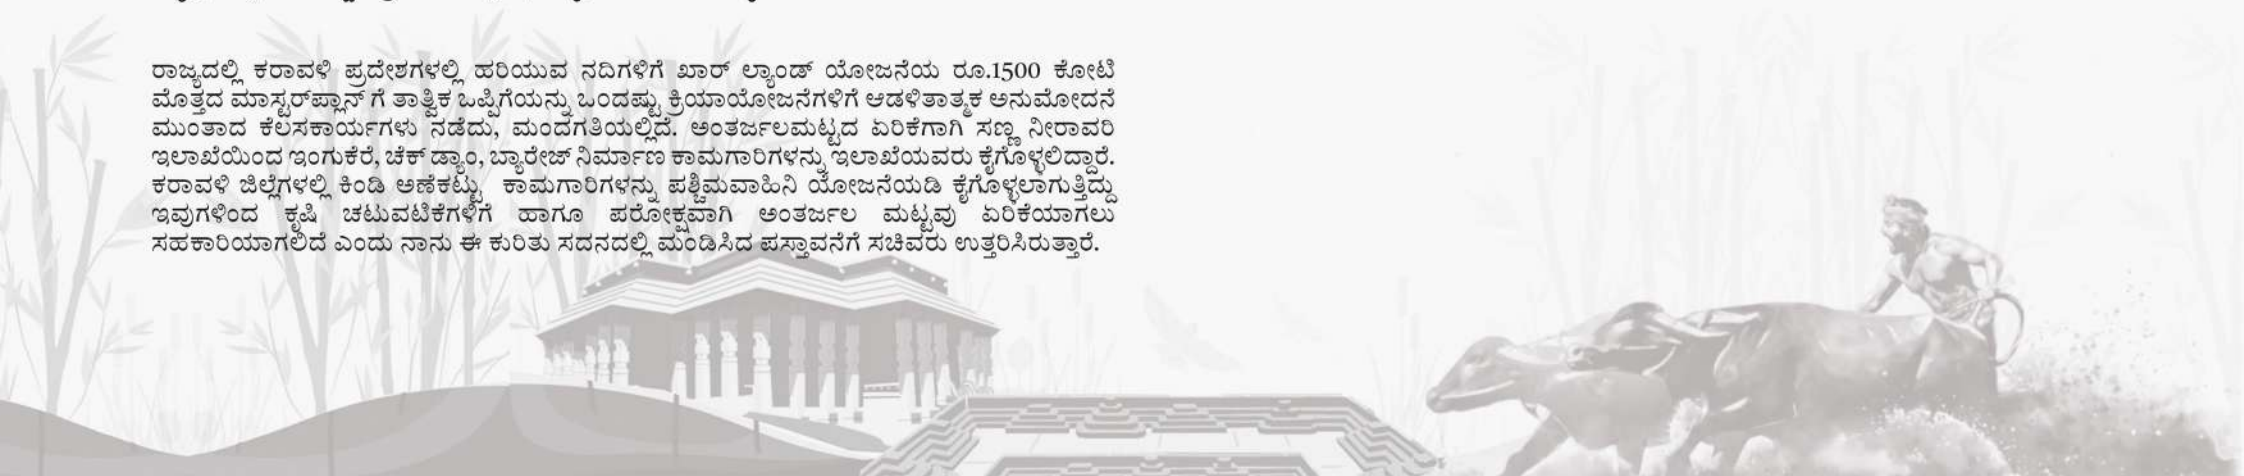 ರಾಜ್ಯದಲ್ಲಿ ಕರಾವಳಿ ಪ್ರದೇಶಗಳಲ್ಲಿ ಹರಿಯುವ ನದಿಗಳಿಗೆ ಖಾರ್ ಲ್ಯಾಂಡ್ ಯೋಜನೆಯ ರೂ.1500 ಕೋಟಿ
ಮೊತ್ತದ ಮಾಸ್ಟರ್‌ಪ್ಲಾನ್ ಗೆ ತಾತ್ವಿಕ ಒಪ್ಪಿಗೆಯನ್ನು ಒಂದಷ್ಟು ಕ್ರಿಯಾಯೋಜನೆಗಳಿಗೆ ಆಡಳಿತಾತ್ಮಕ ಅನುಮೋದನೆ
ಮುಂತಾದ ಕೆಲಸಕಾರ್ಯಗಳು ನಡೆದು, ಮಂದಗತಿಯಲ್ಲಿದೆ. ಅಂತರ್ಜಲಮಟ್ಟದ ಏರಿಕೆಗಾಗಿ ಸಣ್ಣ ನೀರಾವರಿ
ಇಲಾಖೆಯಿಂದ ಇಂಗುಕೆರೆ, ಚೆಕ್ ಡ್ಯಾಂ, ಬ್ಯಾರೇಜ್ ನಿರ್ಮಾಣ ಕಾಮಗಾರಿಗಳನ್ನು ಇಲಾಖೆಯವರು ಕೈಗೊಳ್ಳಲಿದ್ದಾರೆ.
ಕರಾವಳಿ ಜಿಲ್ಲೆಗಳಲ್ಲಿ ಕಿಂಡಿ ಅಣೆಕಟ್ಟು ಕಾಮಗಾರಿಗಳನ್ನು ಪಶ್ಚಿಮವಾಹಿನಿ ಯೋಜನೆಯಡಿ ಕೈಗೊಳ್ಳಲಾಗುತ್ತಿದ್ದು
ಇವುಗಳಿಂದ ಕೃಷಿ ಚಟುವಟಿಕೆಗಳಿಗೆ ಹಾಗೂ ಪರೋಕ್ಷವಾಗಿ ಅಂತರ್ಜಲ ಮಟ್ಟವು ಏರಿಕೆಯಾಗಲು
ಸಹಕಾರಿಯಾಗಲಿದೆ ಎಂದು ನಾನು ಈ ಕುರಿತು ಸದನದಲ್ಲಿ ಮಂಡಿಸಿದ ಪಸ್ತಾವನೆಗೆ ಸಚಿವರು ಉತ್ತರಿಸಿರುತ್ತಾರೆ.